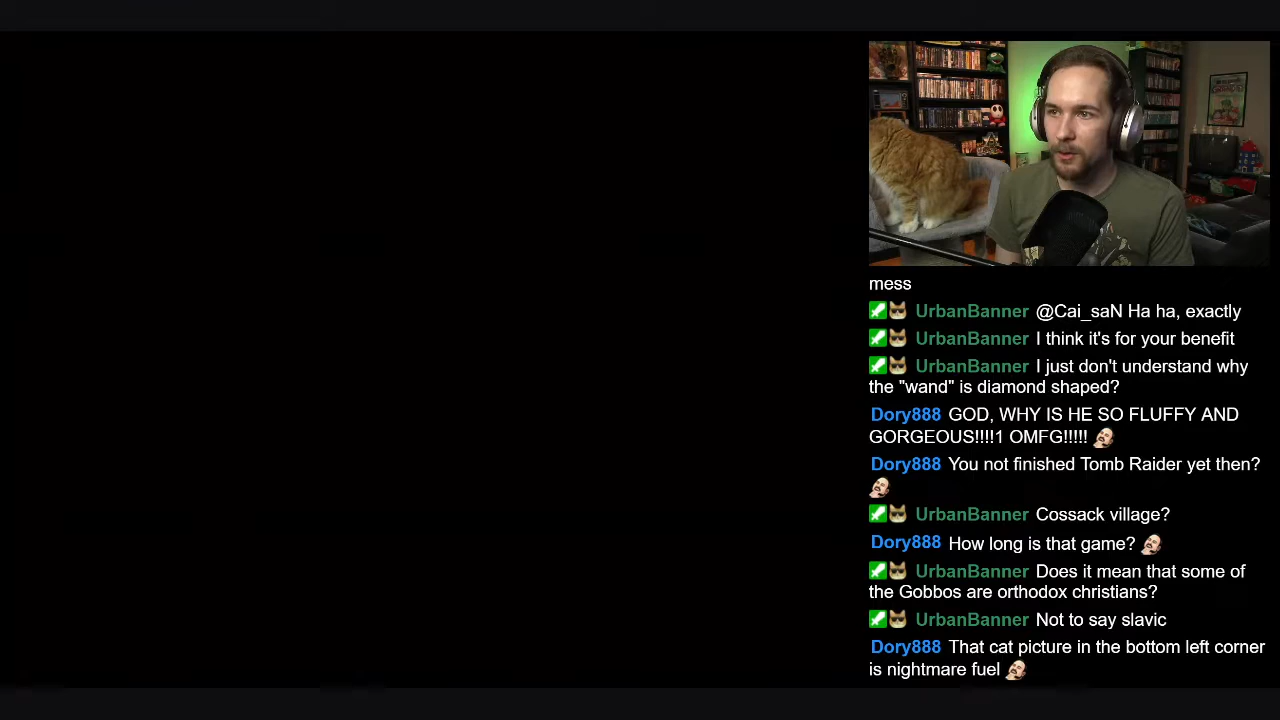 mess
UrbanBanner @Cai_saN Ha ha, exactly
UrbanBanner I think it's for your benefit
UrbanBanner I just don't understand why
the "wand" is diamond shaped?
Dory888 GOD, WHY IS HE SO FLUFFY AND
GORGEOUS!!!!1 OMFG!!!!!
Dory888 You not finished Tomb Raider yet then?
UrbanBanner Cossack village?
Dory888 How long is that game?
UrbanBanner Does it mean that some of
the Gobbos are orthodox christians?
UrbanBanner Not to say slavic
Dory888 That cat picture in the bottom left corner
is nightmare fuel